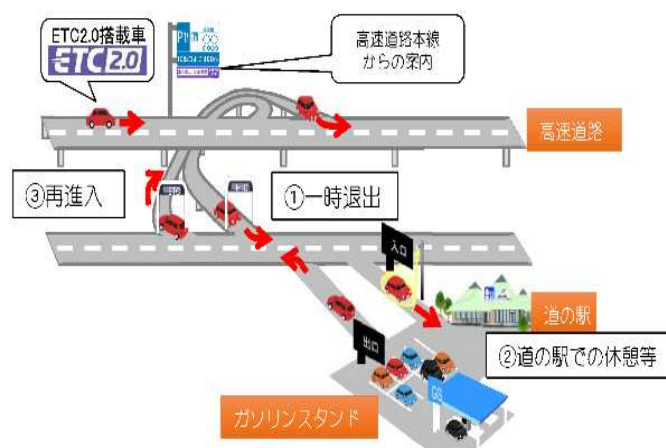 ETC2.0搭載車
ETC2.0
高速道路本線
からの案内
高速道路
③再進入
①一時退出
入口
道の駅
出口
②道の駅での休憩等
GS
ガソリンスタンド